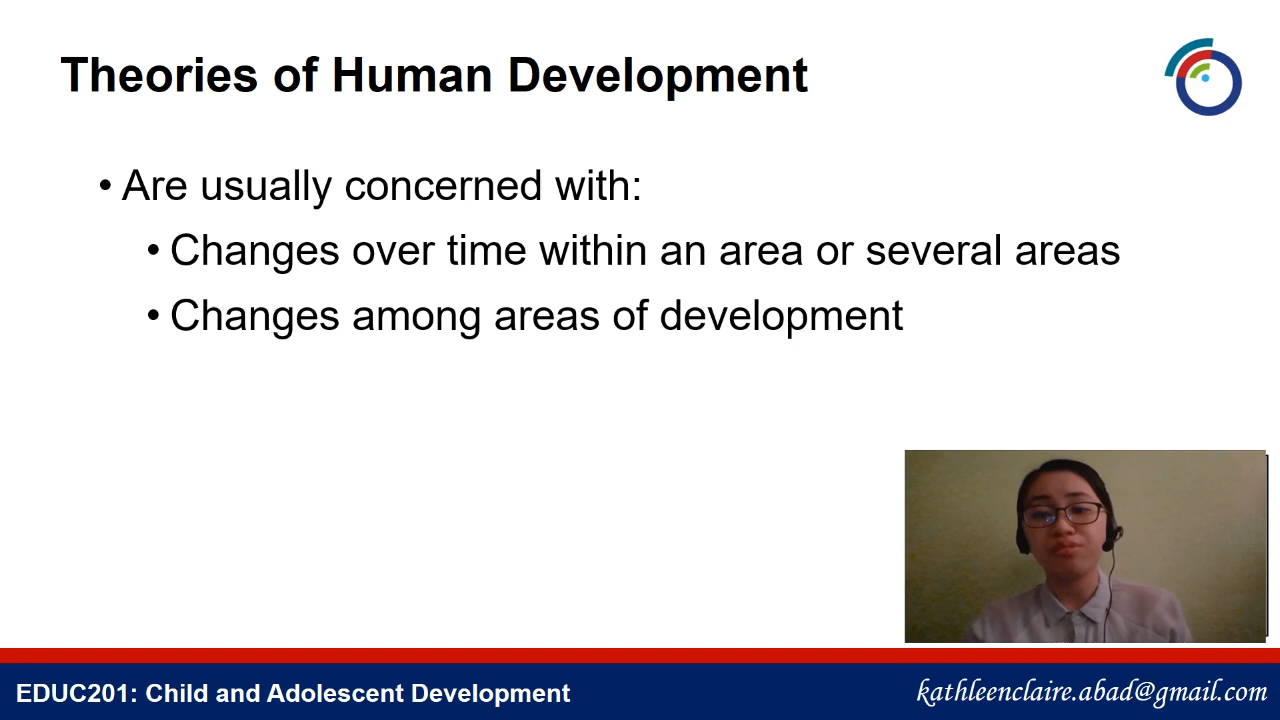 Theories of Human Development
• Are usually concerned with:
• Changes over time within an area or several areas
• Changes among areas of development
EDUC201: Child and Adolescent Development
kathleenclaire.abad@gmail.com